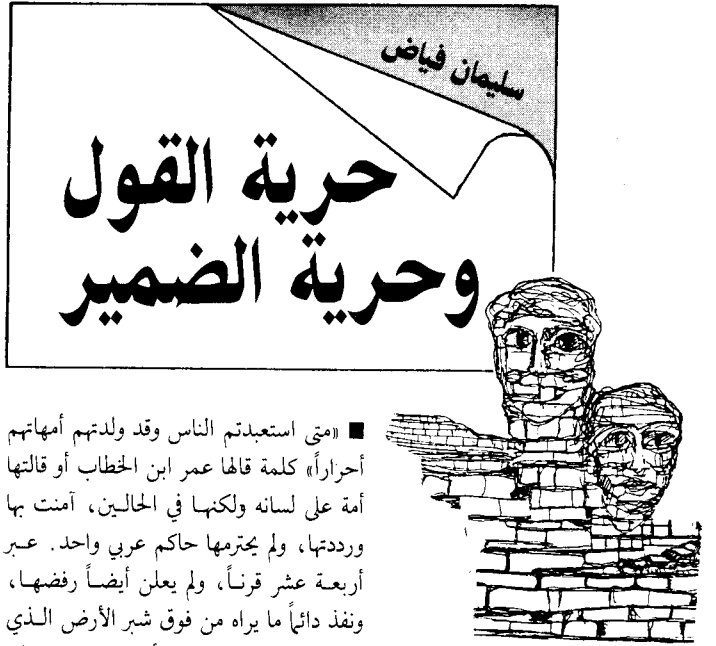 سليمان فياض
حرية القول
وحرية الضمير
■ «متى استعبدتم الناس وقد ولدتهم أمهاتهم
أحراراً» كلمة قالها عمر ابن الخطاب أو قالتها
أمة على لسانه ولكنها في الحالين، آمنت بها
ورددتها، ولم يحترمها حاكم عربي واحد. عبر
أربعة عشر قرناً، ولم يعلن أيضاً رفضها،
ونفذ دائماً ما يراه من فوق شبر الأرض الذي